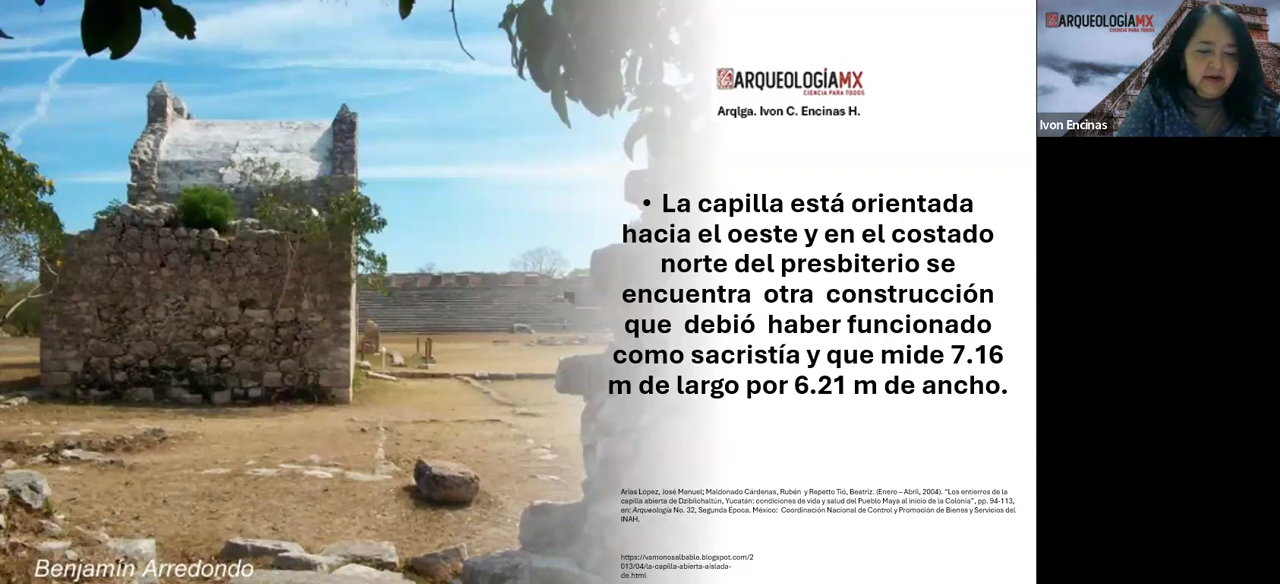 ARQUEOLOGÍAMX
CIENCIA PARA TODOS
Arqlga. Ivon C. Encinas H.
• La capilla está orientada
hacia el oeste y en el costado
norte del presbiterio se
encuentra otra construcción
que debió haber funcionado
como sacristía y que mide 7.16
m de largo por 6.21 m de ancho.
Arias López, José Manuel; Maldonado Cárdenas, Rubén y Repetto Tió, Beatriz. (Enero – Abril, 2004). "Los entierros de la
capilla abierta de Dzibilchaltún, Yucatán: condiciones de vida y salud del Pueblo Maya al inicio de la Colonia", pp. 94-113,
en: Arqueología No. 32, Segunda Época. México: Coordinación Nacional de Control y Promoción de Bienes y Servicios del
INAH.
https://vamonosalbable.blogspot.com/2
013/04/la-capilla-abierta-aislada-
de.html
Benjamín Arredondo
ARQUEOLOGÍAMX
CIENCIA PARA TODOS
Ivon Encinas